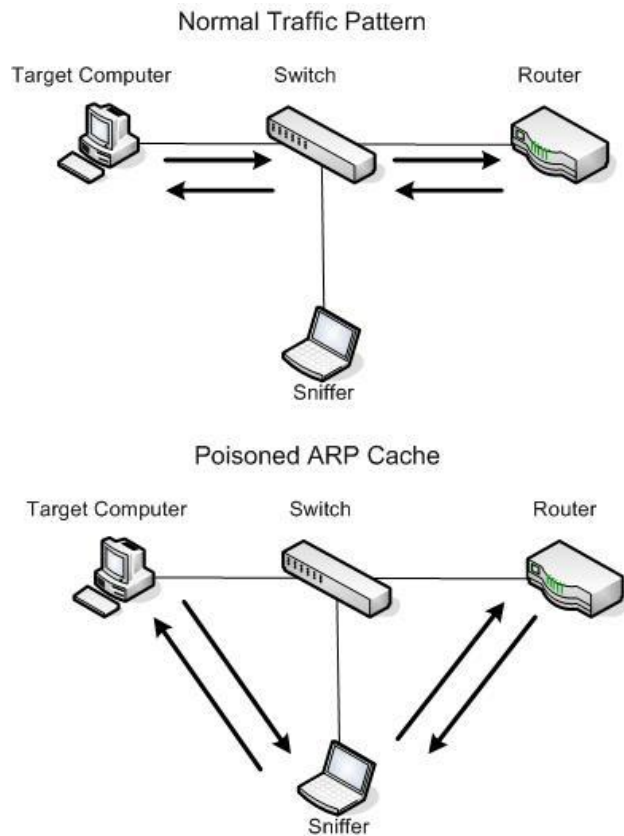 Normal Traffic Pattern
Target Computer Switch Router
Sniffer
Poisoned ARP Cache
Target Computer Switch Router
Sniffer